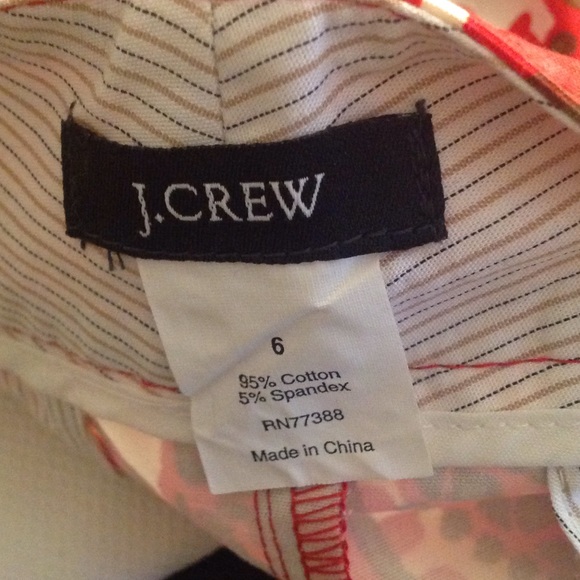 J.CREW
6
95% Cotton
5% Spandex
RN77388
Made in China